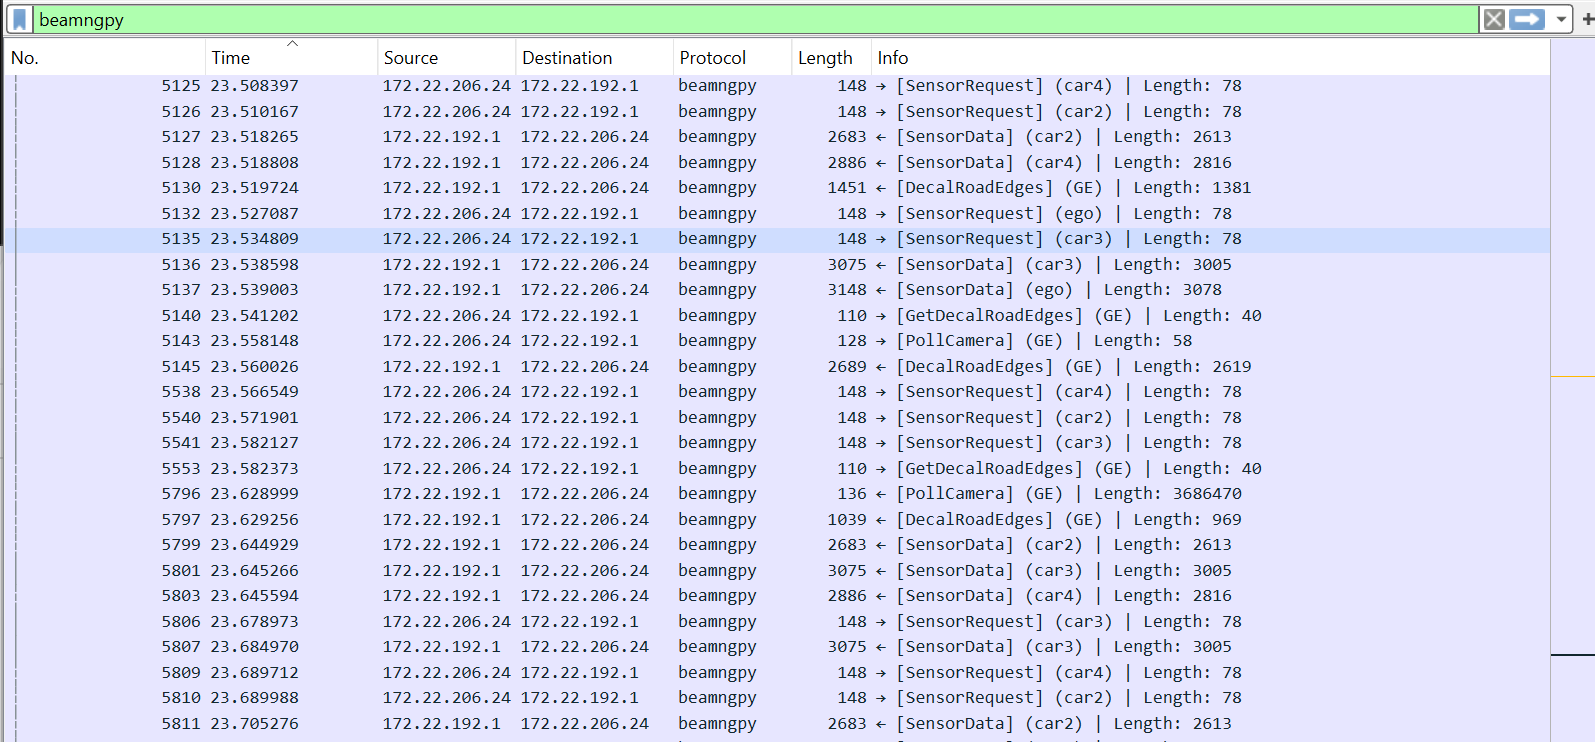 beamngpy
No. Time Source Destination Protocol Length Info
5125 23.508397 172.22.206.24 172.22.192.1 beamngpy 148 → [SensorRequest] (car4) | Length: 78
5126 23.510167 172.22.206.24 172.22.192.1 beamngpy 148 → [SensorRequest] (car2) | Length: 78
5127 23.518265 172.22.192.1 172.22.206.24 beamngpy 2683 ← [SensorData] (car2) | Length: 2613
5128 23.518808 172.22.192.1 172.22.206.24 beamngpy 2886 ← [SensorData] (car4) | Length: 2816
5130 23.519724 172.22.192.1 172.22.206.24 beamngpy 1451 ← [DecalRoadEdges] (GE) | Length: 1381
5132 23.527087 172.22.206.24 172.22.192.1 beamngpy 148 → [SensorRequest] (ego) | Length: 78
5135 23.534809 172.22.206.24 172.22.192.1 beamngpy 148 → [SensorRequest] (car3) | Length: 78
5136 23.538598 172.22.192.1 172.22.206.24 beamngpy 3075 ← [SensorData] (car3) | Length: 3005
5137 23.539003 172.22.192.1 172.22.206.24 beamngpy 3148 ← [SensorData] (ego) | Length: 3078
5140 23.541202 172.22.206.24 172.22.192.1 beamngpy 110 → [GetDecalRoadEdges] (GE) | Length: 40
5143 23.558148 172.22.206.24 172.22.192.1 beamngpy 128 → [PollCamera] (GE) | Length: 58
5145 23.560026 172.22.192.1 172.22.206.24 beamngpy 2689 ← [DecalRoadEdges] (GE) | Length: 2619
5538 23.566549 172.22.206.24 172.22.192.1 beamngpy 148 → [SensorRequest] (car4) | Length: 78
5540 23.571901 172.22.206.24 172.22.192.1 beamngpy 148 → [SensorRequest] (car2) | Length: 78
5541 23.582127 172.22.206.24 172.22.192.1 beamngpy 148 → [SensorRequest] (car3) | Length: 78
5553 23.582373 172.22.206.24 172.22.192.1 beamngpy 110 → [GetDecalRoadEdges] (GE) | Length: 40
5796 23.628999 172.22.192.1 172.22.206.24 beamngpy 136 ← [PollCamera] (GE) | Length: 3686470
5797 23.629256 172.22.192.1 172.22.206.24 beamngpy 1039 ← [DecalRoadEdges] (GE) | Length: 969
5799 23.644929 172.22.192.1 172.22.206.24 beamngpy 2683 ← [SensorData] (car2) | Length: 2613
5801 23.645266 172.22.192.1 172.22.206.24 beamngpy 3075 ← [SensorData] (car3) | Length: 3005
5803 23.645594 172.22.192.1 172.22.206.24 beamngpy 2886 ← [SensorData] (car4) | Length: 2816
5806 23.678973 172.22.206.24 172.22.192.1 beamngpy 148 → [SensorRequest] (car3) | Length: 78
5807 23.684970 172.22.192.1 172.22.206.24 beamngpy 3075 ← [SensorData] (car3) | Length: 3005
5809 23.689712 172.22.206.24 172.22.192.1 beamngpy 148 → [SensorRequest] (car4) | Length: 78
5810 23.689988 172.22.206.24 172.22.192.1 beamngpy 148 → [SensorRequest] (car2) | Length: 78
5811 23.705276 172.22.192.1 172.22.206.24 beamngpy 2683 ← [SensorData] (car2) | Length: 2613